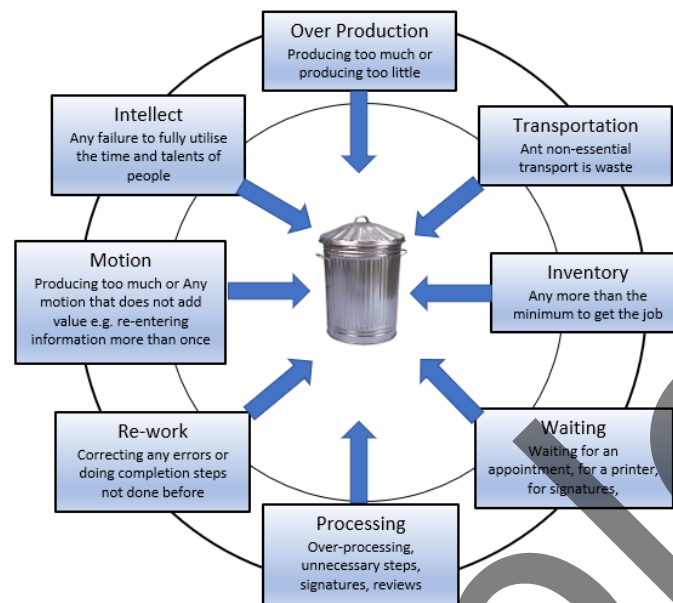 Over Production
Producing too much or
producing too little
Intellect
Any failure to fully utilise
the time and talents of
people
Transportation
Ant non-essential
transport is waste
Motion
Producing too much or Any
motion that does not add
value e.g. re-entering
information more than once
Inventory
Any more than the
minimum to get the job
Re-work
Correcting any errors or
doing completion steps
not done before
Waiting
Waiting for an
appointment, for a printer,
for signatures,
Processing
Over-processing,
unnecessary steps,
signatures, reviews